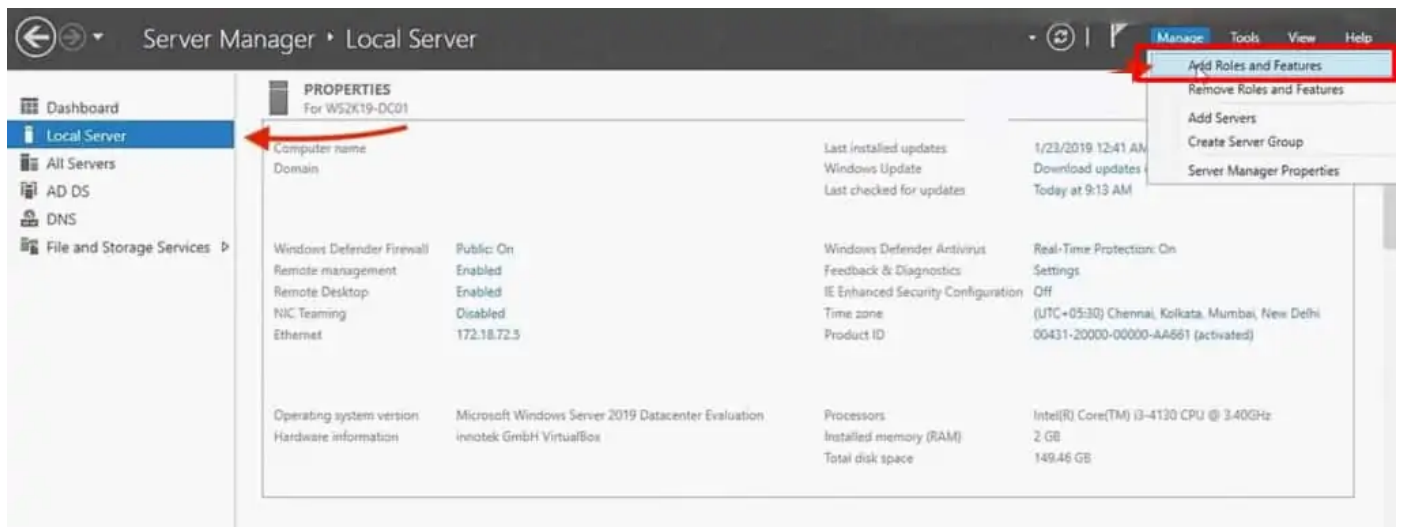 Server Manager ‣ Local Server
Manage Tools View Help
Add Roles and Features
Remove Roles and Features
Add Servers
Create Server Group
Server Manager Properties
Dashboard
Local Server
All Servers
AD DS
DNS
File and Storage Services
PROPERTIES
For WS2K19-DC01
Computer name
Domain
Last installed updates 1/23/2019 12:41 AM
Windows Update Download updates
Last checked for updates Today at 9:13 AM
Windows Defender Firewall Public: On
Remote management Enabled
Remote Desktop Enabled
NIC Teaming Disabled
Ethernet 172.18.72.5
Windows Defender Antivirus Real-Time Protection: On
Feedback & Diagnostics Settings
IE Enhanced Security Configuration Off
Time zone (UTC+05:30) Chennai, Kolkata, Mumbai, New Delhi
Product ID 00431-20000-00000-AA661 (activated)
Operating system version Microsoft Windows Server 2019 Datacenter Evaluation
Hardware information innotek GmbH VirtualBox
Processors Intel(R) Core(TM) i3-4130 CPU @ 3.40GHz
Installed memory (RAM) 2 GB
Total disk space 149.46 GB